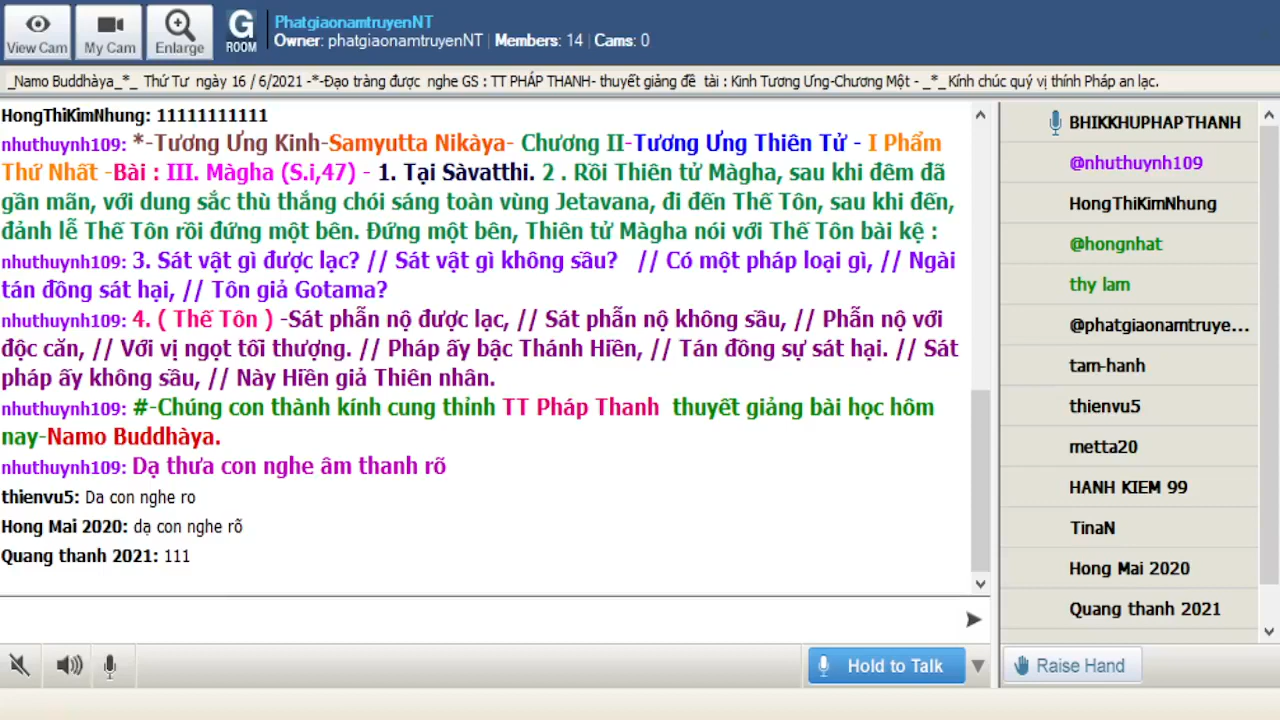 View Cam
My Cam
Enlarge
G
ROOM
PhatgiaonamtruyenNT
Owner: phatgiaonamtruyenNT | Members: 14 | Cams: 0
_Namo Buddhàya_*_ Thứ Tư ngày 16 / 6/2021 -*-Đạo tràng được nghe GS : TT PHÁP THANH- thuyết giảng đề tài : Kinh Tương Ưng-Chương Một - _*_ Kính chúc quý vị thính Pháp an lạc.
HongThiKimNhung: 11111111111
nhuthuynh109: *-Tương Ưng Kinh-Samyutta Nikàya- Chương II-Tương Ưng Thiên Tử - I Phẩm
Thứ Nhất -Bài : III. Màgha (S.i,47) - 1. Tại Sàvatthi. 2 . Rồi Thiên tử Màgha, sau khi đêm đã
gần mãn, với dung sắc thù thắng chói sáng toàn vùng Jetavana, đi đến Thế Tôn, sau khi đến,
đảnh lễ Thế Tôn rồi đứng một bên. Đứng một bên, Thiên tử Màgha nói với Thế Tôn bài kệ :
nhuthuynh109: 3. Sát vật gì được lạc? // Sát vật gì không sầu? // Có một pháp loại gì, // Ngài
tán đồng sát hại, // Tôn giả Gotama?
nhuthuynh109: 4. ( Thế Tôn ) -Sát phẫn nộ được lạc, // Sát phẫn nộ không sầu, // Phẫn nộ với
độc căn, // Với vị ngọt tối thượng. // Pháp ấy bậc Thánh Hiền, // Tán đồng sự sát hại. // Sát
pháp ấy không sầu, // Này Hiền giả Thiên nhân.
nhuthuynh109: #-Chúng con thành kính cung thỉnh TT Pháp Thanh thuyết giảng bài học hôm
nay-Namo Buddhàya.
nhuthuynh109: Dạ thưa con nghe âm thanh rõ
thienvu5: Da con nghe ro
Hong Mai 2020: dạ con nghe rõ
Quang thanh 2021: 111
BHIKKHUPHAPTHANH
@nhuthuynh109
HongThiKimNhung
@hongnhat
thy lam
@phatgiaonamtruye...
tam-hanh
thienvu5
metta20
HANH KIEM 99
TinaN
Hong Mai 2020
Quang thanh 2021
Hold to Talk
Raise Hand